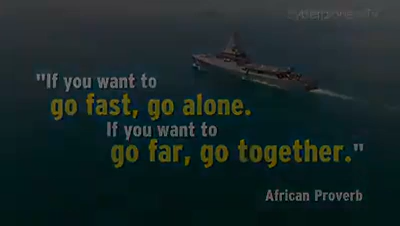 "If you want to
go fast, go alone.
If you want to
go far, go together."
African Proverb